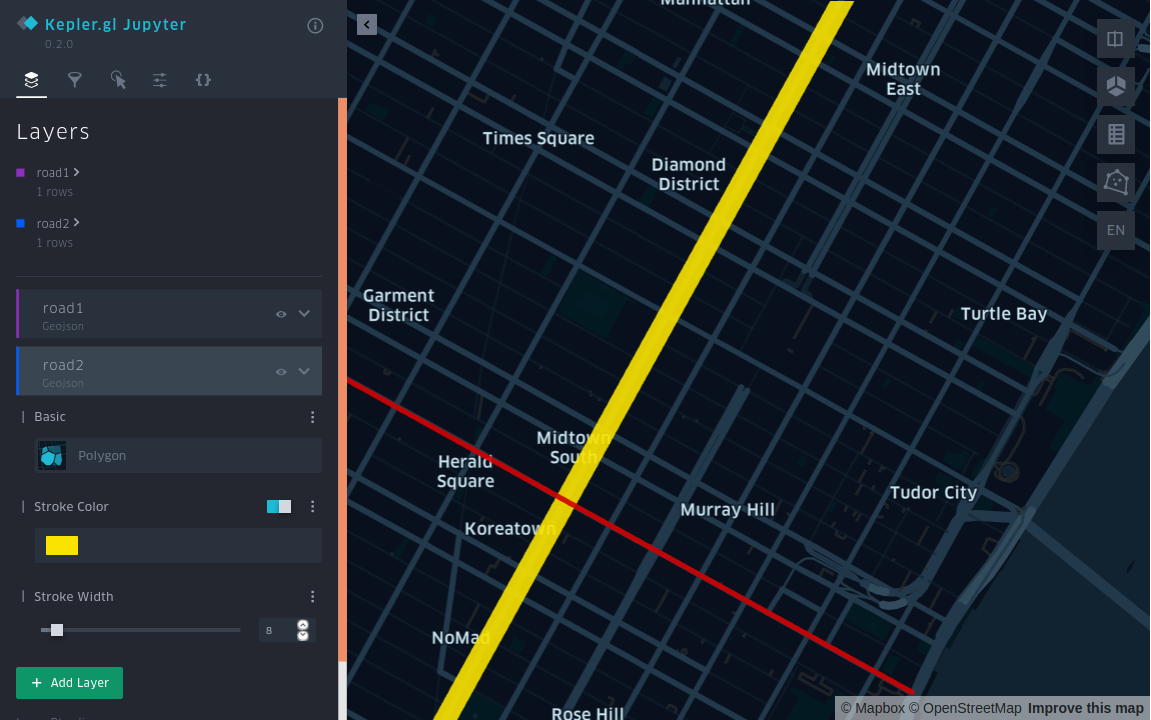 Kepler.gl Jupyter
0.2.0
Layers
road1
1 rows
road2
1 rows
road1
Geojson
road2
Geojson
Basic
Polygon
Stroke Color
Stroke Width
8
+ Add Layer
Manhattan
Midtown
East
Times Square
Diamond
District
Garment
District
Turtle Bay
Midtown
South
Herald
Square
Tudor City
Murray Hill
Koreatown
NoMad
Rose Hill
EN
© Mapbox © OpenStreetMap Improve this map